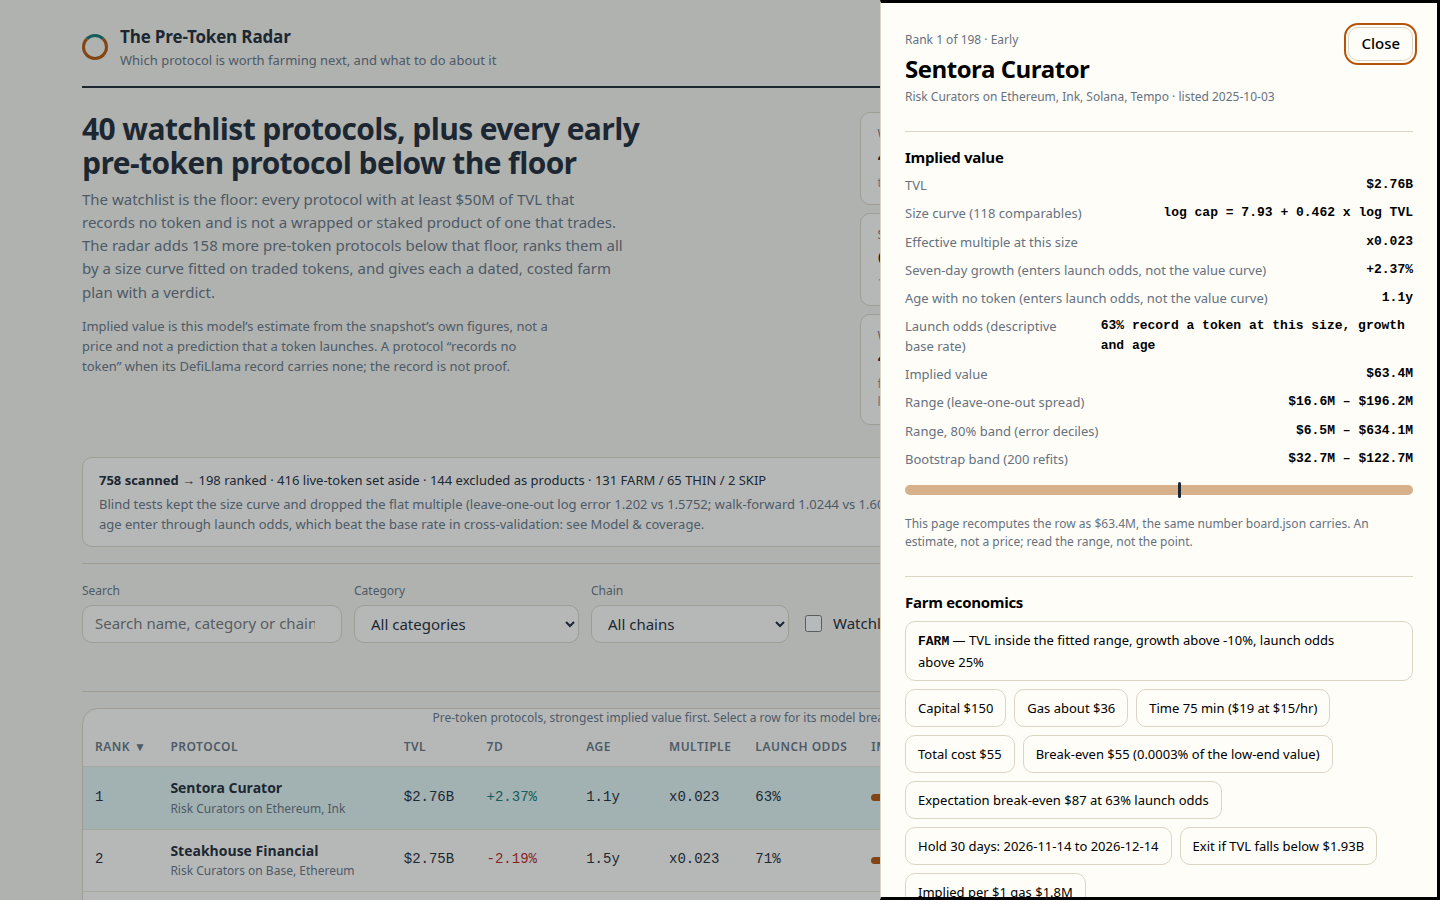 The Pre-Token Radar
Which protocol is worth farming next, and what to do about it
40 watchlist protocols, plus every early
pre-token protocol below the floor
The watchlist is the floor: every protocol with at least $50M of TVL that
records no token and is not a wrapped or staked product of one that trades.
The radar adds 158 more pre-token protocols below that floor, ranks them all
by a size curve fitted on traded tokens, and gives each a dated, costed farm
plan with a verdict.
Implied value is this model’s estimate from the snapshot’s own figures, not a
price and not a prediction that a token launches. A protocol “records no
token” when its DefiLlama record carries none; the record is not proof.
758 scanned → 198 ranked · 416 live-token set aside · 144 excluded as products · 131 FARM / 65 THIN / 2 SKIP
Blind tests kept the size curve and dropped the flat multiple (leave-one-out log error 1.202 vs 1.5752; walk-forward 1.0244 vs 1.60
age enter through launch odds, which beat the base rate in cross-validation: see Model & coverage.
Search
Category
Chain
Search name, category or chain
All categories
All chains
Watchl
Pre-token protocols, strongest implied value first. Select a row for its model brea
RANK ▼ PROTOCOL TVL 7D AGE MULTIPLE LAUNCH ODDS
1 Sentora Curator $2.76B +2.37% 1.1y x0.023 63%
Risk Curators on Ethereum, Ink
2 Steakhouse Financial $2.75B -2.19% 1.5y x0.023 71%
Risk Curators on Base, Ethereum
Rank 1 of 198 · Early
Close
Sentora Curator
Risk Curators on Ethereum, Ink, Solana, Tempo · listed 2025-10-03
Implied value
TVL $2.76B
Size curve (118 comparables) log cap = 7.93 + 0.462 x log TVL
Effective multiple at this size x0.023
Seven-day growth (enters launch odds, not the value curve) +2.37%
Age with no token (enters launch odds, not the value curve) 1.1y
Launch odds (descriptive base rate) 63% record a token at this size, growth and age
Implied value $63.4M
Range (leave-one-out spread) $16.6M – $196.2M
Range, 80% band (error deciles) $6.5M – $634.1M
Bootstrap band (200 refits) $32.7M – $122.7M
This page recomputes the row as $63.4M, the same number board.json carries. An
estimate, not a price; read the range, not the point.
Farm economics
FARM — TVL inside the fitted range, growth above -10%, launch odds
above 25%
Capital $150
Gas about $36
Time 75 min ($19 at $15/hr)
Total cost $55
Break-even $55 (0.0003% of the low-end value)
Expectation break-even $87 at 63% launch odds
Hold 30 days: 2026-11-14 to 2026-12-14
Exit if TVL falls below $1.93B
Implied per $1 gas $1.8M